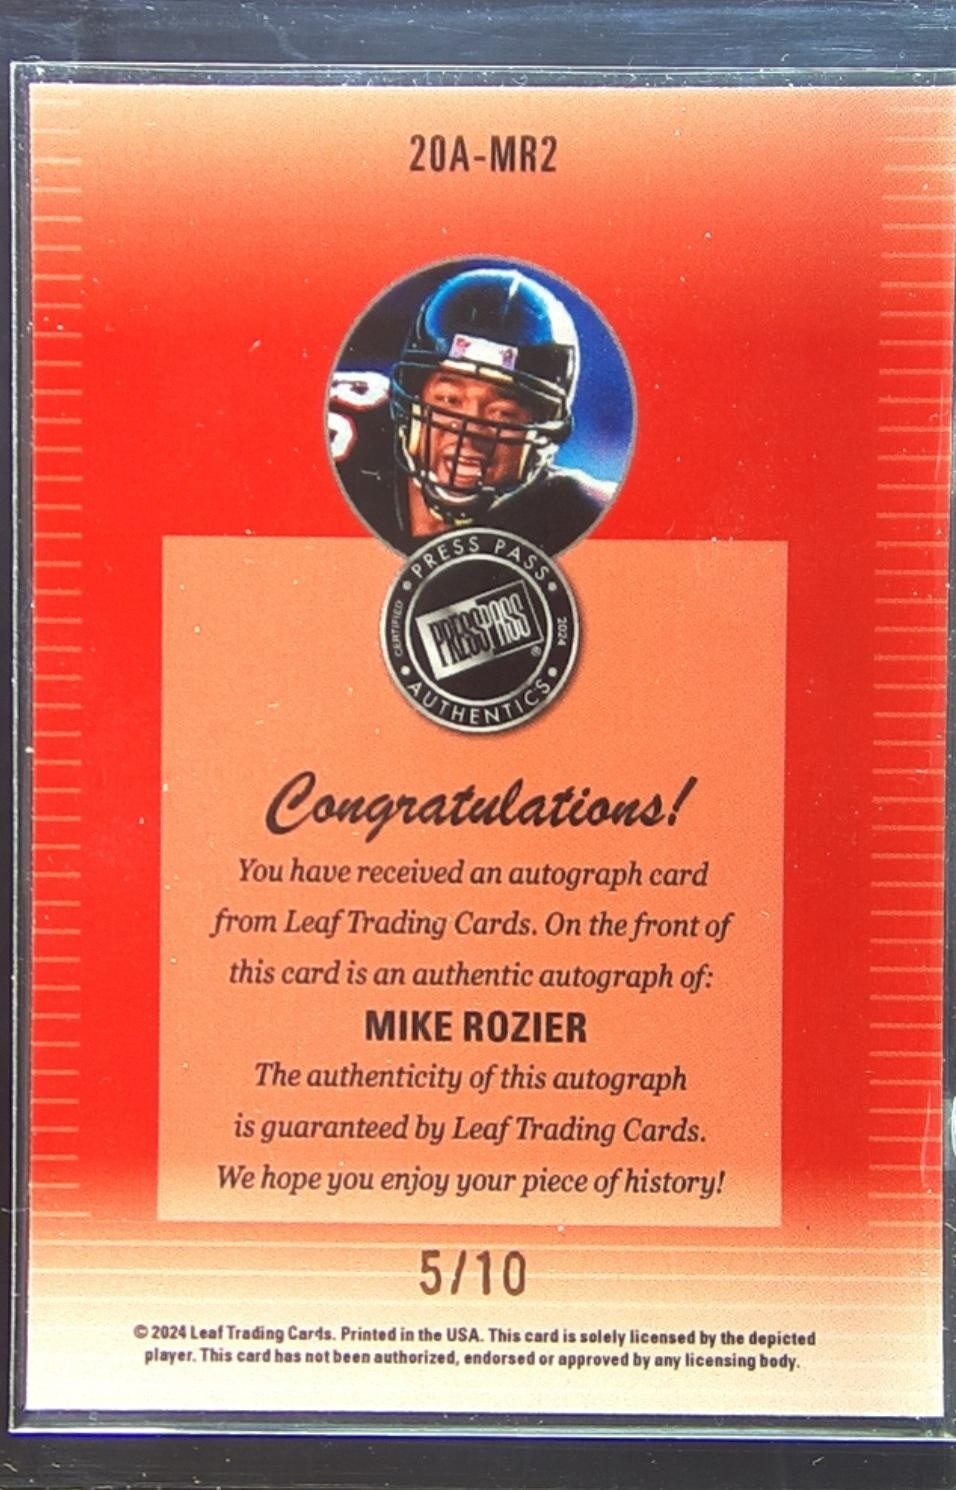 20A-MR2
PRESS PASS
CERTIFIED
PRESS PASS
®
2024
AUTHENTICS
Congratulations!
You have received an autograph card
from Leaf Trading Cards. On the front of
this card is an authentic autograph of:
MIKE ROZIER
The authenticity of this autograph
is guaranteed by Leaf Trading Cards.
We hope you enjoy your piece of history!
5/10
© 2024 Leaf Trading Cards. Printed in the USA. This card is solely licensed by the depicted
player. This card has not been authorized, endorsed or approved by any licensing body.